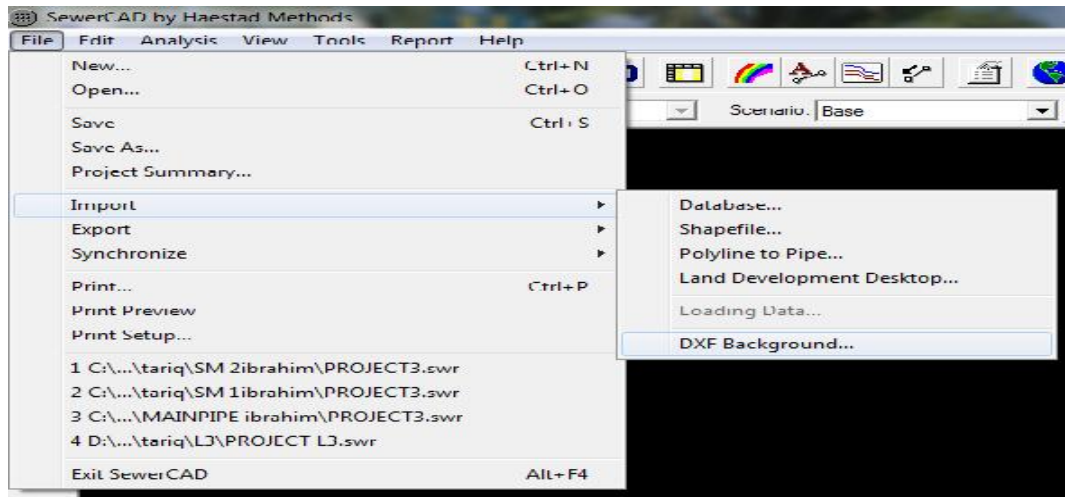 SewerCAD by Haestad Methods
File Edit Analysis View Tools Report Help
New... Ctrl+N
Open... Ctrl+O
Scenario: Base
Save Ctrl+S
Save As...
Project Summary...
Import
Database...
Export
Shapefile...
Synchronize
Polyline to Pipe...
Land Development Desktop...
Print... Ctrl+P
Print Preview
Loading Data...
Print Setup...
DXF Background...
1 C:\...\tariq\SM 2ibrahim\PROJECT3.swr
2 C:\...\tariq\SM 1ibrahim\PROJECT3.swr
3 C:\...\MAINPIPE ibrahim\PROJECT3.swr
4 D:\...\tariq\L3\PROJECT L3.swr
Exit SewerCAD Alt+F4